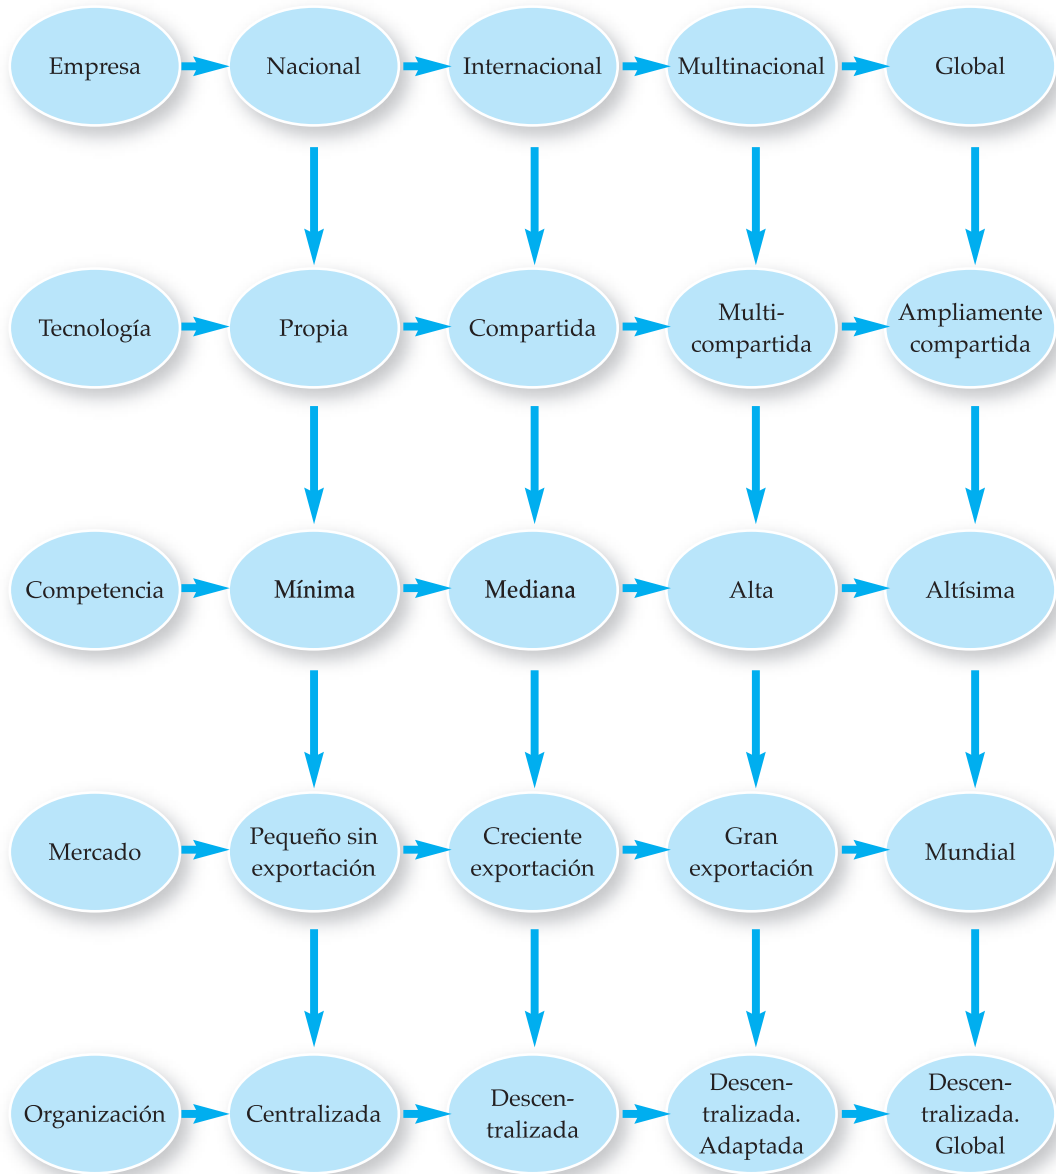 Empresa
Nacional
Internacional
Multinacional
Global
Tecnología
Propia
Compartida
Multi-
compartida
Ampliamente
compartida
Competencia
Mínima
Mediana
Alta
Altísima
Mercado
Pequeño sin
exportación
Creciente
exportación
Gran
exportación
Mundial
Organización
Centralizada
Descen-
tralizada
Descen-
tralizada.
Adaptada
Descen-
tralizada.
Global